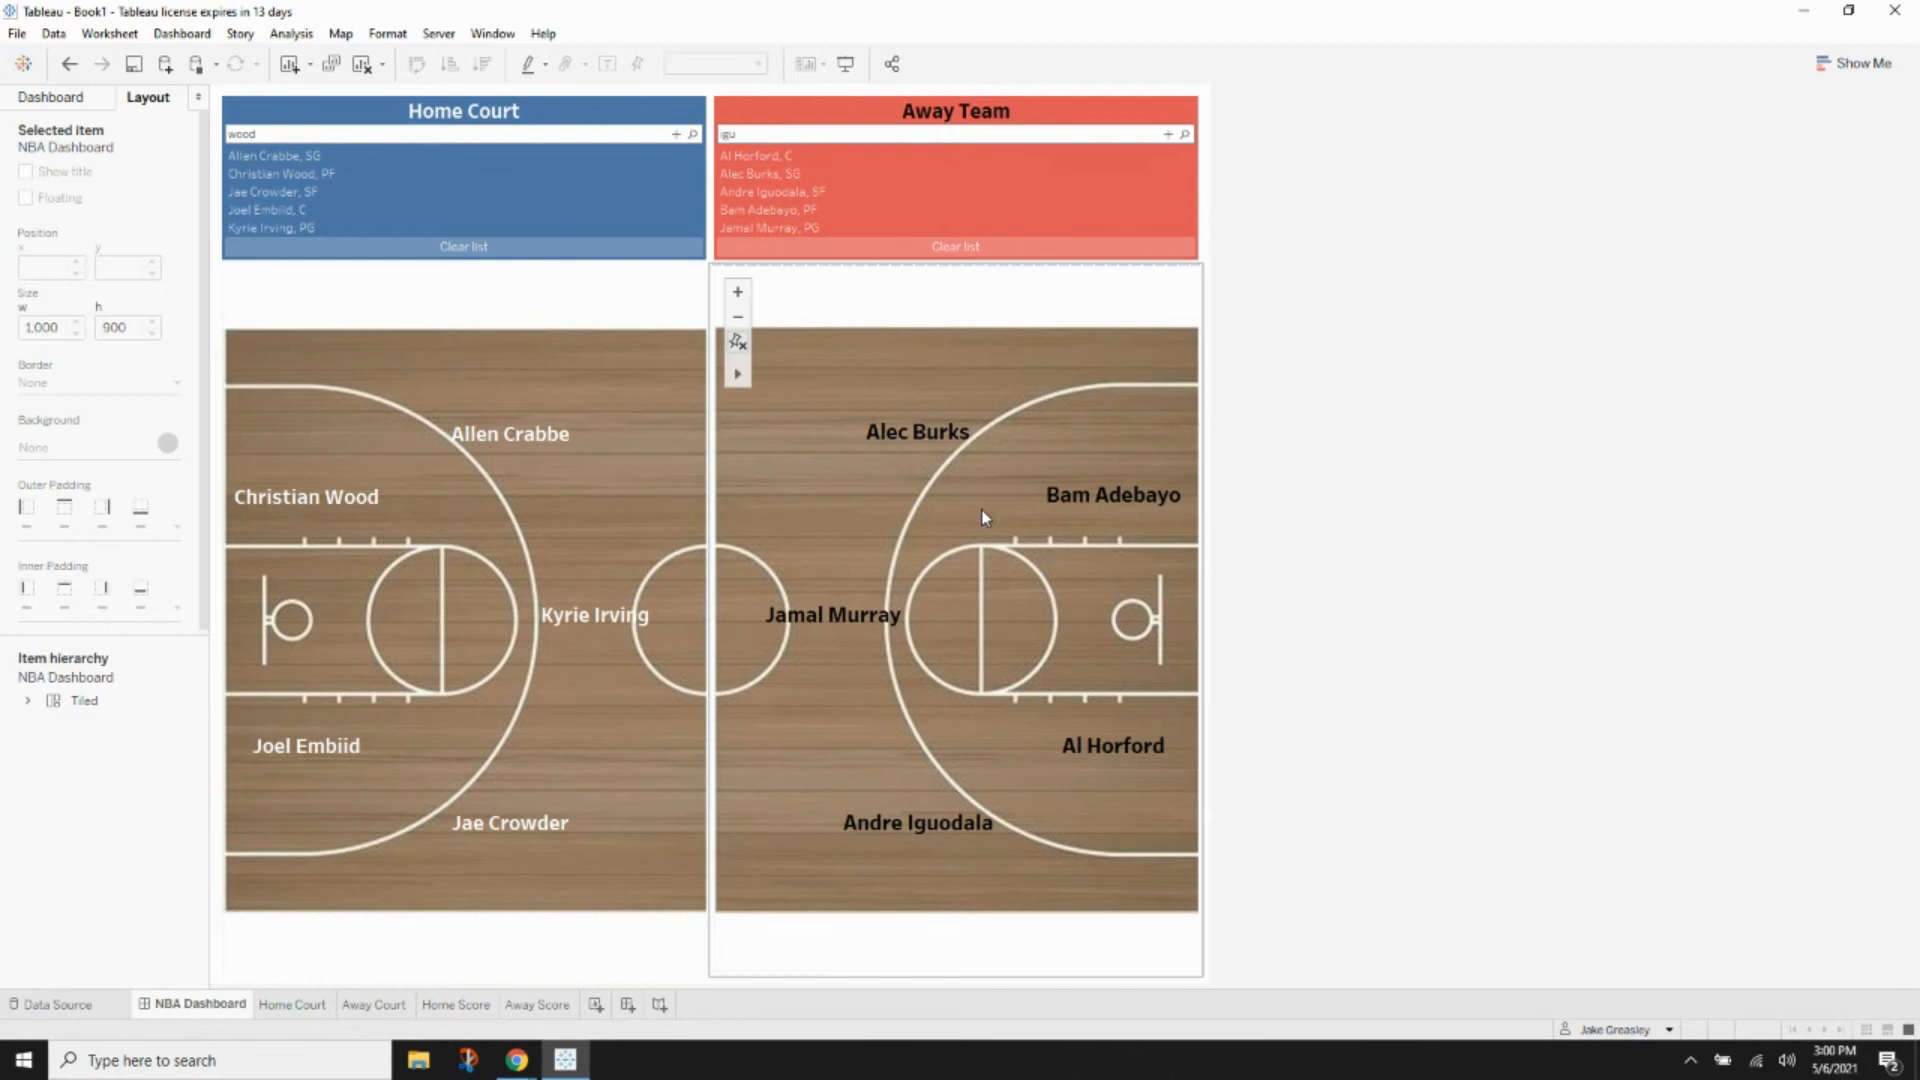 Tableau - Book1 - Tableau license expires in 13 days
File Data Worksheet Dashboard Story Analysis Map Format Server Window Help
Show Me
Dashboard Layout
Selected item
NBA Dashboard
Show title
Floating
Position
x y
Size
w h
1,000 900
Border
None
Background
None
Outer Padding
Inner Padding
Item hierarchy
NBA Dashboard
Tiled
Home Court
wood
Allen Crabbe, SG
Christian Wood, PF
Jae Crowder, SF
Joel Embiid, C
Kyrie Irving, PG
Clear list
Away Team
igu
Al Horford, C
Alec Burks, SG
Andre Iguodala, SF
Bam Adebayo, PF
Jamal Murray, PG
Clear list
Allen Crabbe
Christian Wood
Kyrie Irving
Joel Embiid
Jae Crowder
Alec Burks
Bam Adebayo
Jamal Murray
Al Horford
Andre Iguodala
Data Source NBA Dashboard Home Court Away Court Home Score Away Score
Jake Greasley
Type here to search
3:00 PM
5/6/2021
2